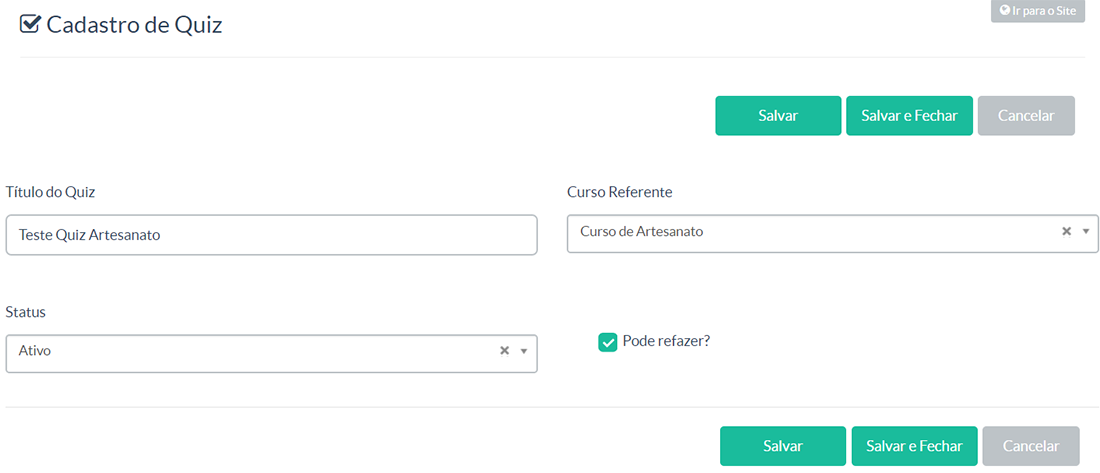 Cadastro de Quiz
Ir para o Site
Salvar
Salvar e Fechar
Cancelar
Título do Quiz
Curso Referente
Teste Quiz Artesanato
Curso de Artesanato
Status
Ativo
Pode refazer?
Salvar
Salvar e Fechar
Cancelar